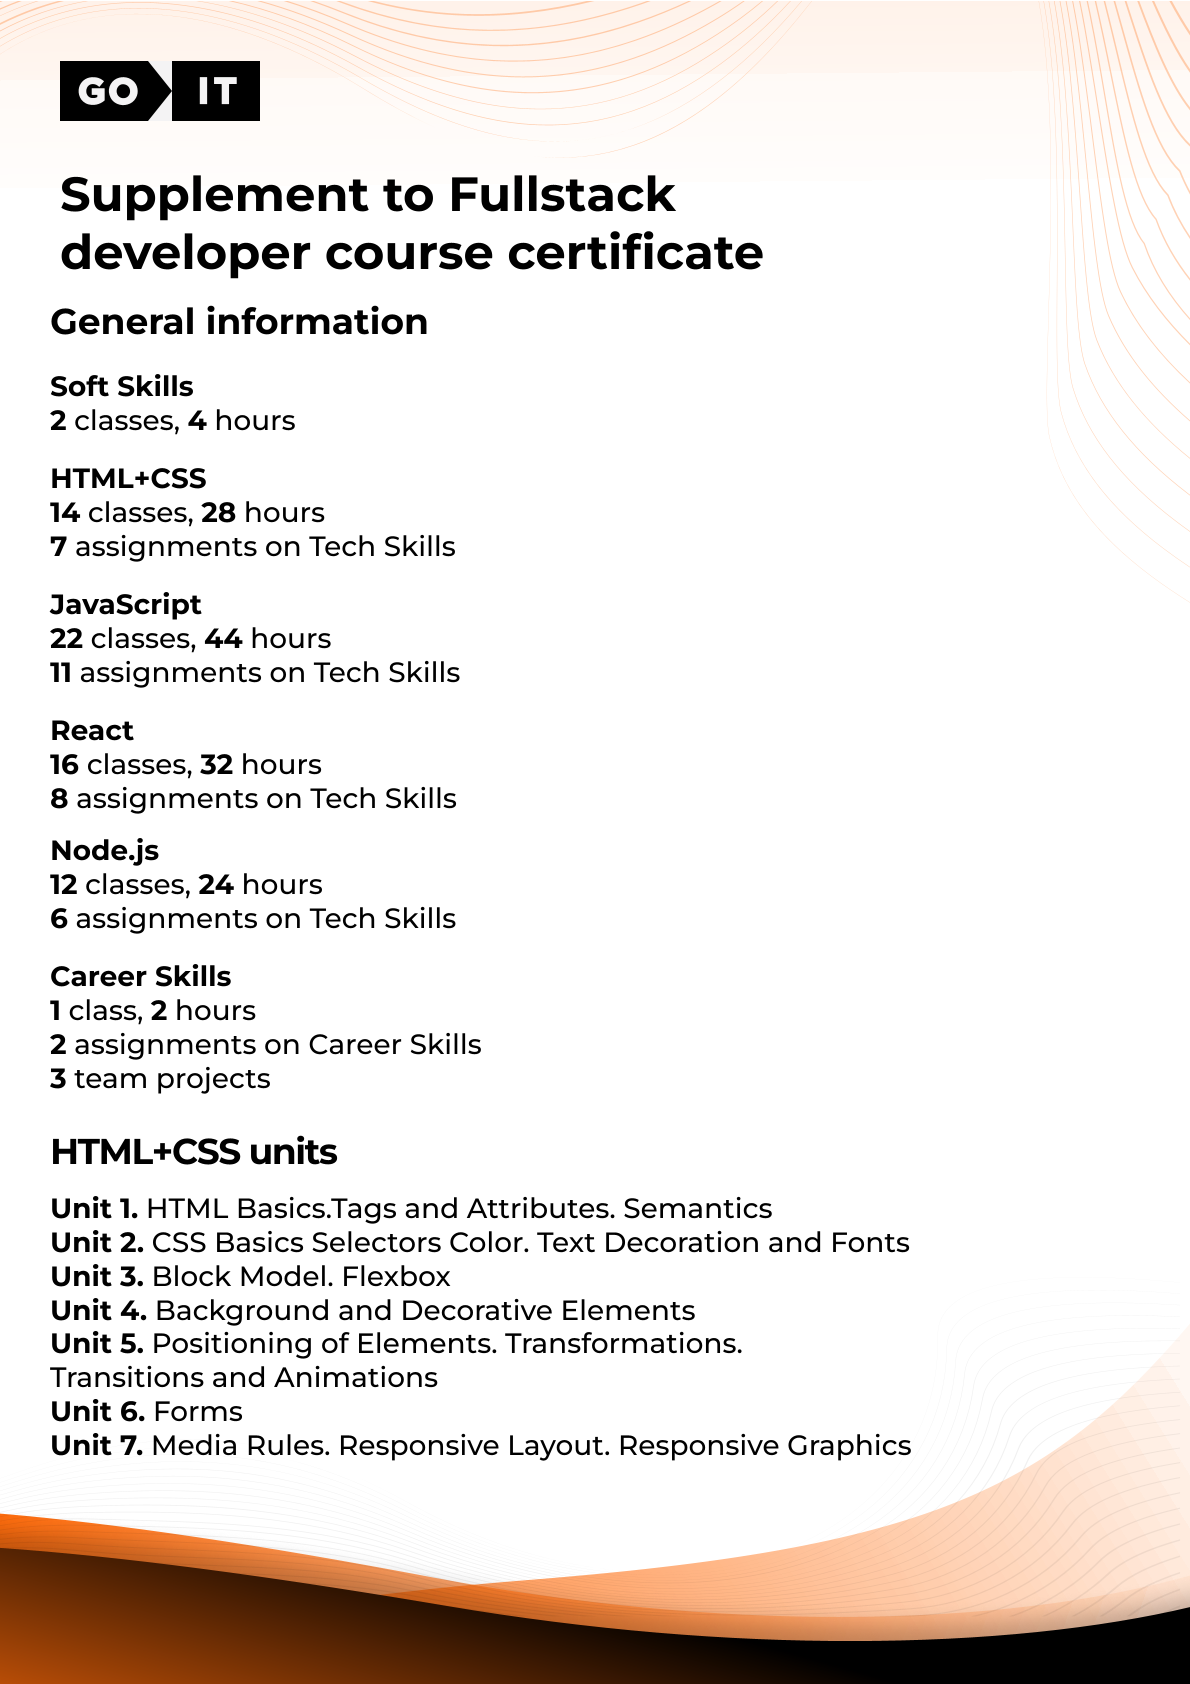 GO IT
Supplement to Fullstack
developer course certificate
General information
Soft Skills
2 classes, 4 hours
HTML+CSS
14 classes, 28 hours
7 assignments on Tech Skills
JavaScript
22 classes, 44 hours
11 assignments on Tech Skills
React
16 classes, 32 hours
8 assignments on Tech Skills
Node.js
12 classes, 24 hours
6 assignments on Tech Skills
Career Skills
1 class, 2 hours
2 assignments on Career Skills
3 team projects
HTML+CSS units
Unit 1. HTML Basics.Tags and Attributes. Semantics
Unit 2. CSS Basics Selectors Color. Text Decoration and Fonts
Unit 3. Block Model. Flexbox
Unit 4. Background and Decorative Elements
Unit 5. Positioning of Elements. Transformations.
Transitions and Animations
Unit 6. Forms
Unit 7. Media Rules. Responsive Layout. Responsive Graphics